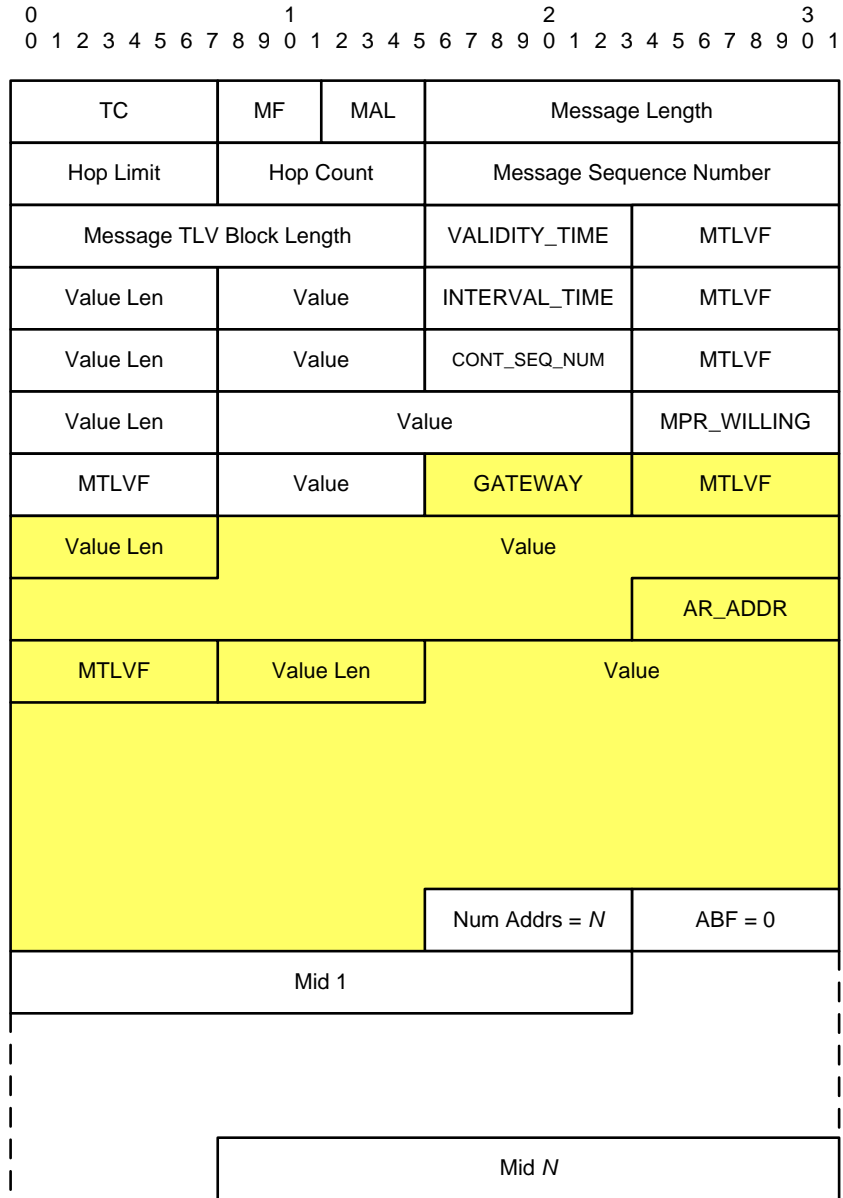 0 1 2 3
0 1 2 3 4 5 6 7 8 9 0 1 2 3 4 5 6 7 8 9 0 1 2 3 4 5 6 7 8 9 0 1
TC MF MAL Message Length
Hop Limit Hop Count Message Sequence Number
Message TLV Block Length VALIDITY_TIME MTLVF
Value Len Value INTERVAL_TIME MTLVF
Value Len Value CONT_SEQ_NUM MTLVF
Value Len Value MPR_WILLING
MTLVF Value GATEWAY MTLVF
Value Len Value
AR_ADDR
MTLVF Value Len Value
Num Addrs = N ABF = 0
Mid 1
Mid N